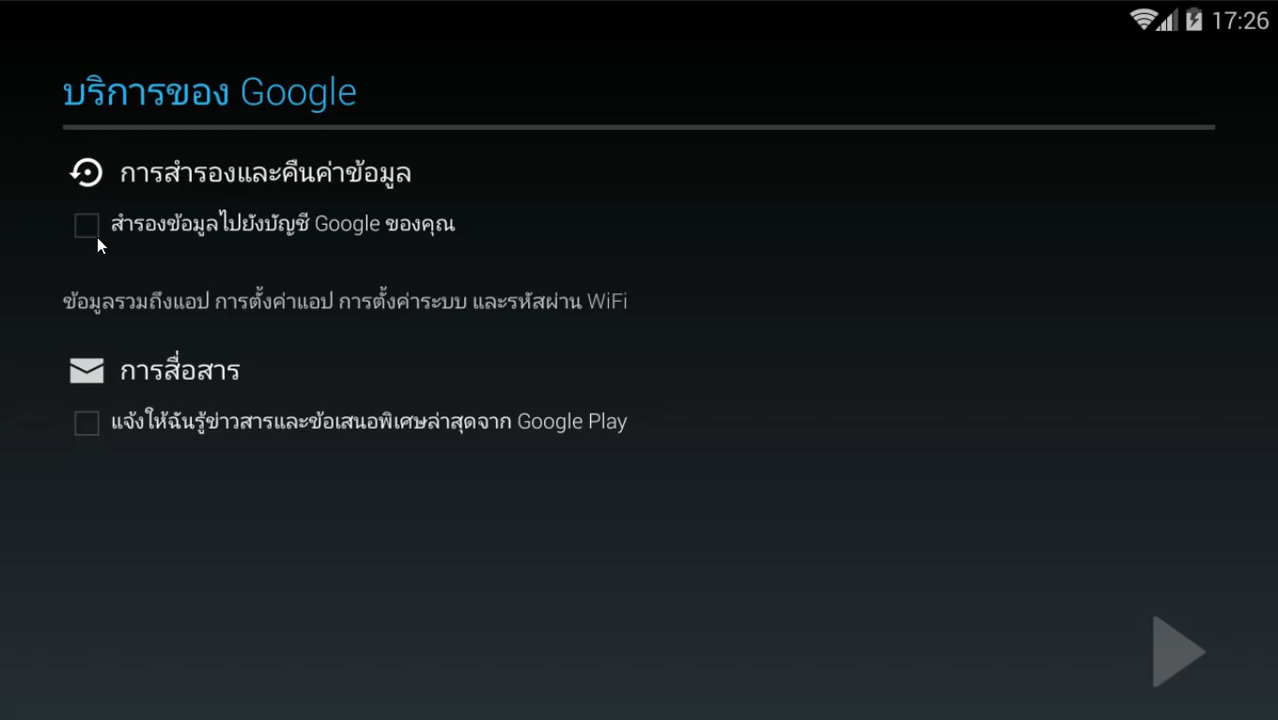 17:26
บริการของ Google
การสำรองและคืนค่าข้อมูล
สำรองข้อมูลไปยังบัญชี Google ของคุณ
ข้อมูลรวมถึงแอป การตั้งค่าแอป การตั้งค่าระบบ และรหัสผ่าน WiFi
การสื่อสาร
แจ้งให้ฉันรู้ข่าวสารและข้อเสนอพิเศษล่าสุดจาก Google Play